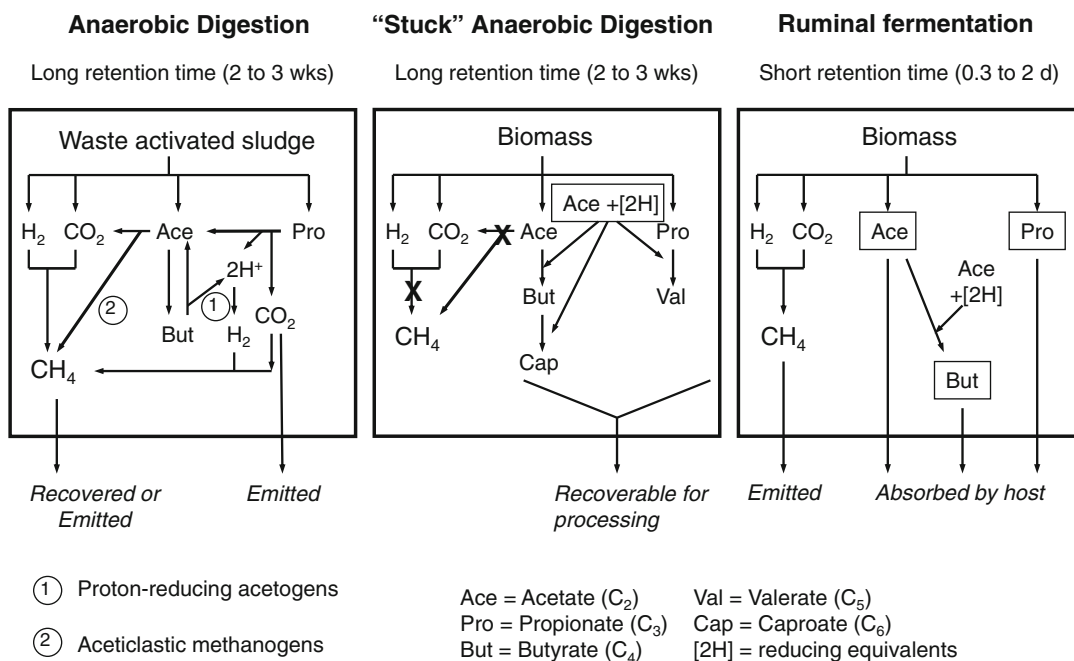 Anaerobic Digestion
Long retention time (2 to 3 wks)
Waste activated sludge
H2 CO2 Ace Pro
2H+
2
1
But H2 CO2
CH4
Recovered or
Emitted
Emitted
"Stuck" Anaerobic Digestion
Long retention time (2 to 3 wks)
Biomass
Ace +[2H]
H2 CO2 X Ace Pro
X
But Val
CH4
Cap
Recoverable for
processing
Ruminal fermentation
Short retention time (0.3 to 2 d)
Biomass
H2 CO2 Ace Pro
Ace
+[2H]
CH4
But
Emitted
Absorbed by host
1 Proton-reducing acetogens
2 Aceticlastic methanogens
Ace = Acetate (C2)
Pro = Propionate (C3)
But = Butyrate (C4)
Val = Valerate (C5)
Cap = Caproate (C6)
[2H] = reducing equivalents